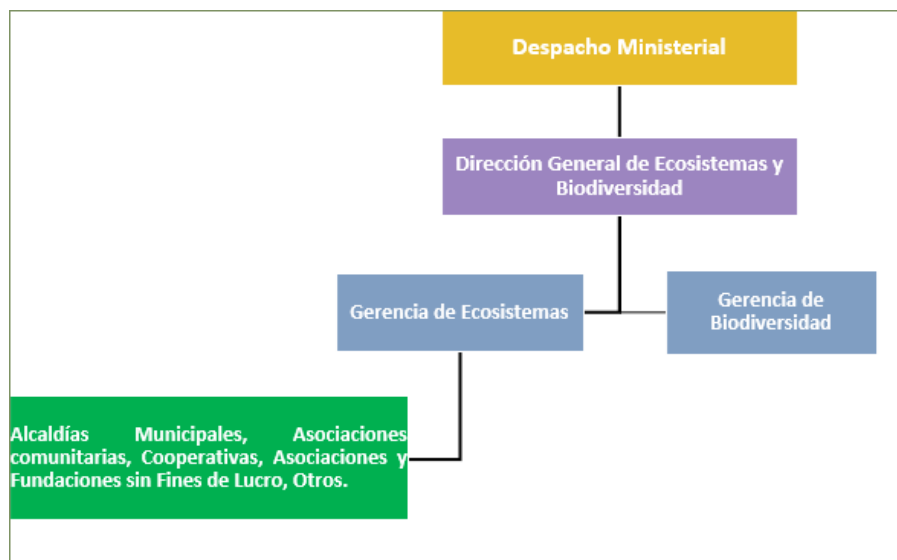 Despacho Ministerial
Dirección General de Ecosistemas y
Biodiversidad
Gerencia de Ecosistemas
Gerencia de
Biodiversidad
Alcaldías Municipales, Asociaciones
comunitarias, Cooperativas, Asociaciones y
Fundaciones sin Fines de Lucro, Otros.